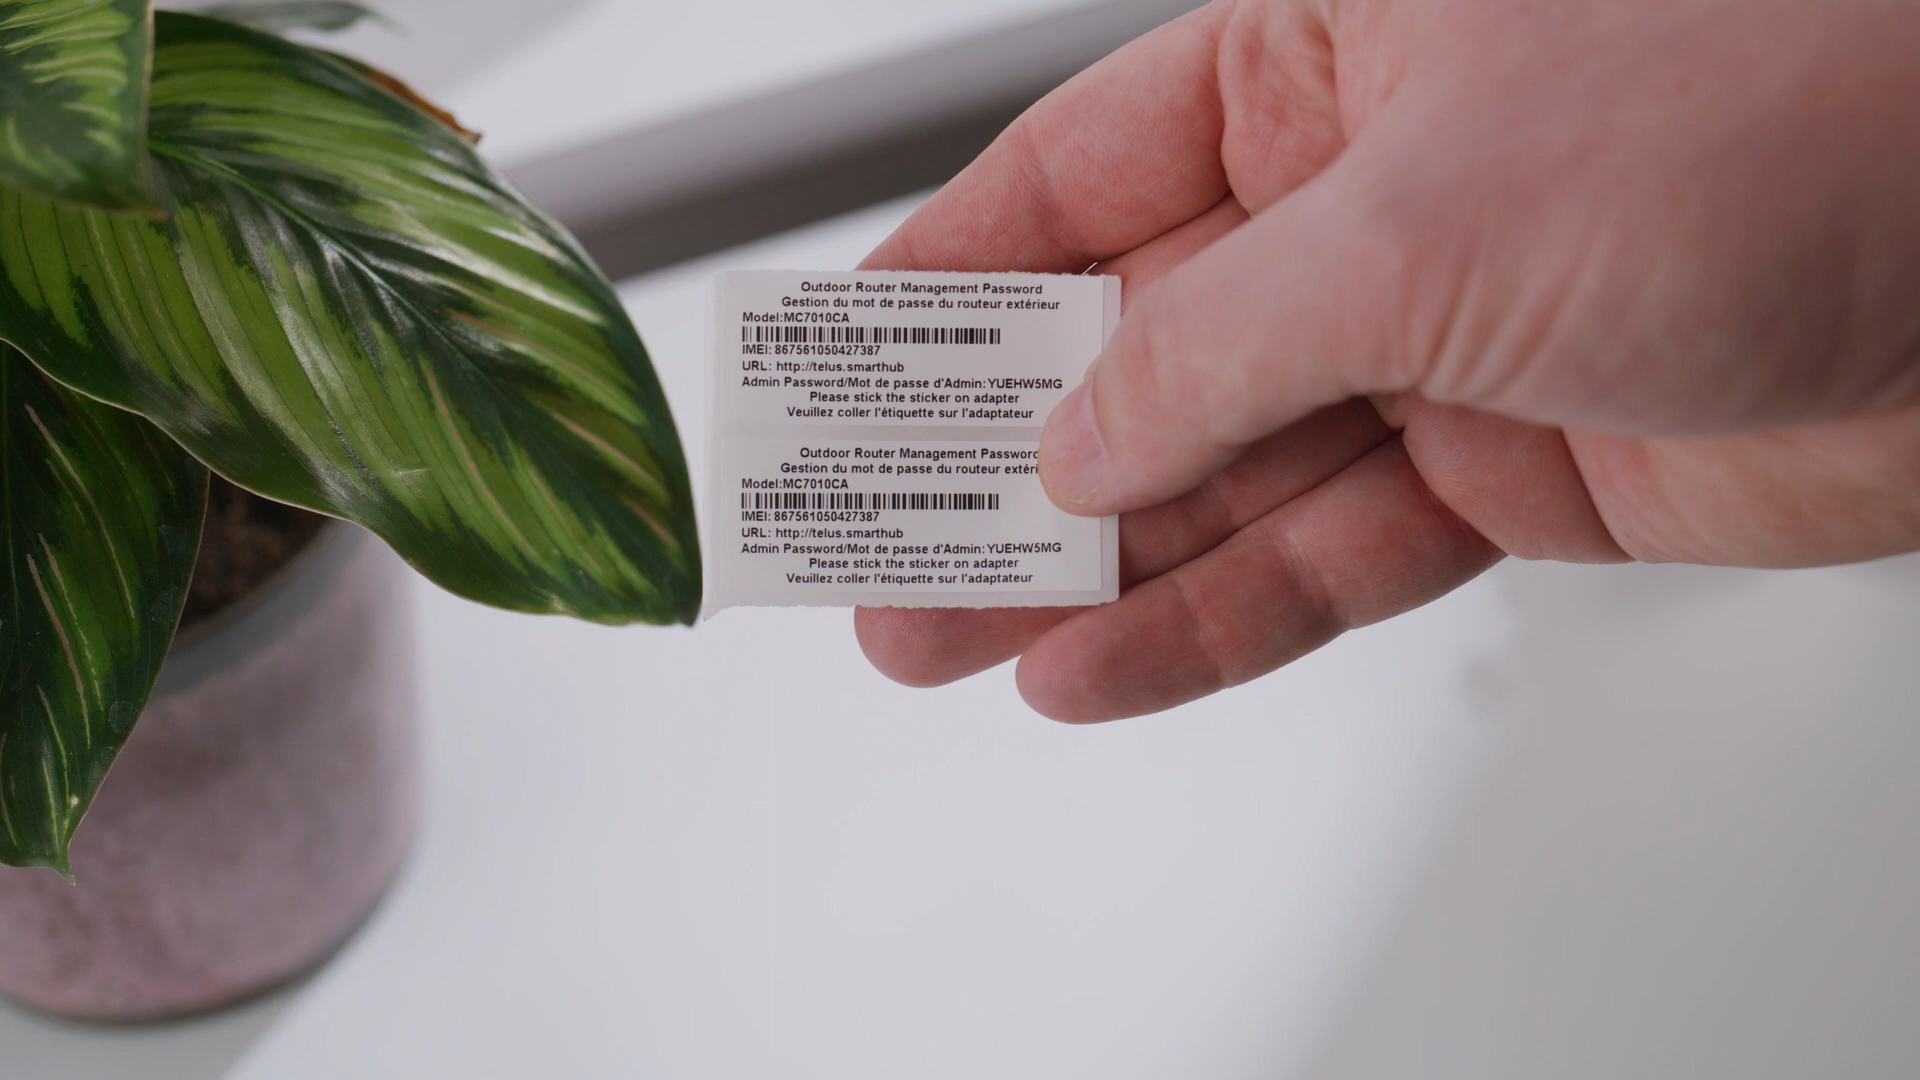 Outdoor Router Management Password
Gestion du mot de passe du routeur extérieur
Model:MC7010CA
IMEI: 867561050427387
URL: http://telus.smarthub
Admin Password/Mot de passe d'Admin:YUEHW5MG
Please stick the sticker on adapter
Veuillez coller l'étiquette sur l'adaptateur
Outdoor Router Management Password
Gestion du mot de passe du routeur
Model:MC7010CA
IMEI: 867561050427387
URL: http://telus.smarthub
Admin Password/Mot de passe d'Admin:YUEHW5MG
Please stick the sticker on adapter
Veuillez coller l'étiquette sur l'adaptateur